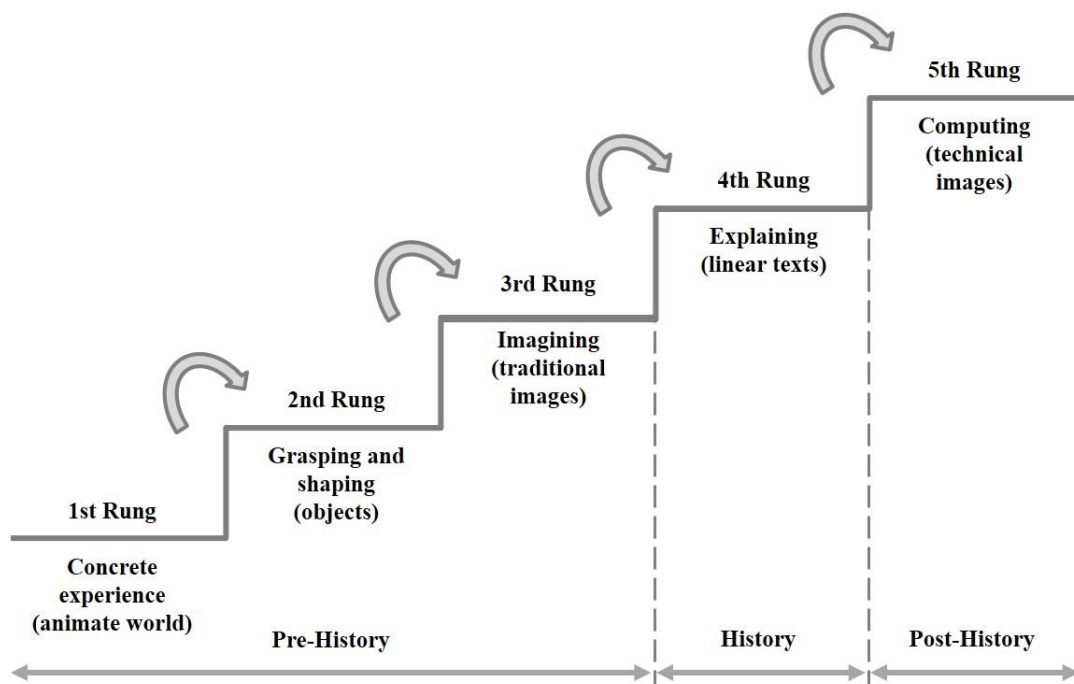 5th Rung
Computing
(technical
images)
4th Rung
Explaining
(linear texts)
3rd Rung
Imagining
(traditional
images)
2nd Rung
Grasping and
shaping
(objects)
1st Rung
Concrete
experience
(animate world)
Pre-History
History
Post-History